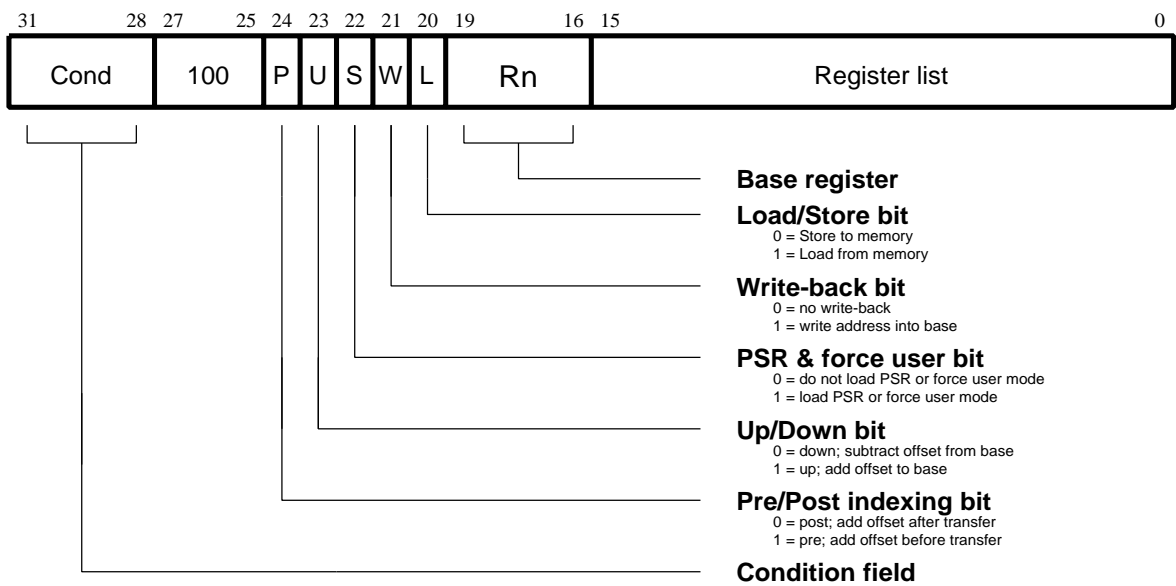 31 28 27 25 24 23 22 21 20 19 16 15 0
Cond 100 P U S W L Rn Register list
Base register
Load/Store bit
0 = Store to memory
1 = Load from memory
Write-back bit
0 = no write-back
1 = write address into base
PSR & force user bit
0 = do not load PSR or force user mode
1 = load PSR or force user mode
Up/Down bit
0 = down; subtract offset from base
1 = up; add offset to base
Pre/Post indexing bit
0 = post; add offset after transfer
1 = pre; add offset before transfer
Condition field